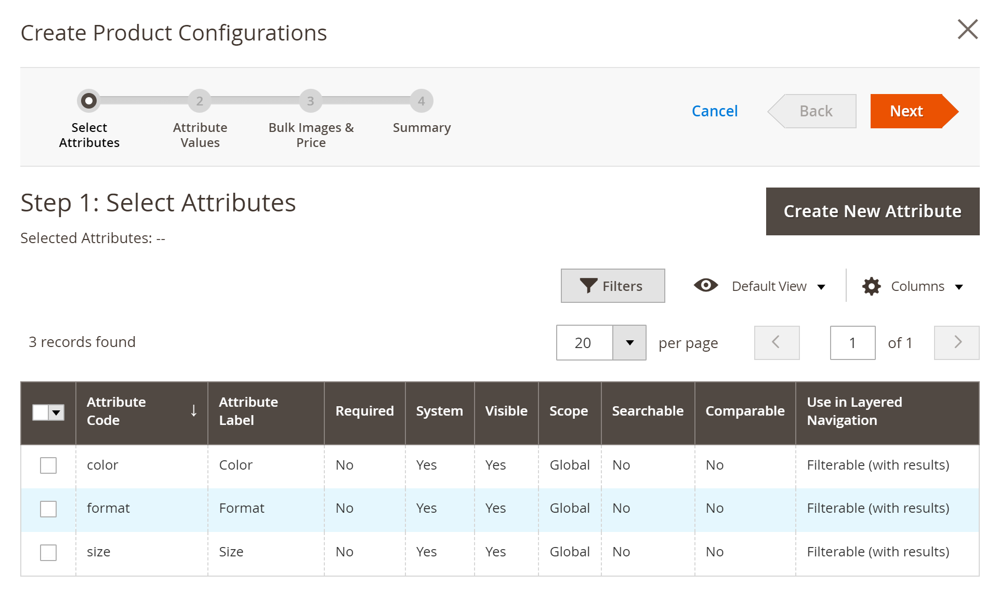 Create Product Configurations
2
3
4
Select
Attributes
Attribute
Values
Bulk Images &
Price
Summary
Cancel
Back
Next
Step 1: Select Attributes
Create New Attribute
Selected Attributes: --
Filters
Default View
Columns
3 records found
20
per page
1
of 1
Attribute
Code
Attribute
Label
Required
System
Visible
Scope
Searchable
Comparable
Use in Layered
Navigation
color Color No Yes Yes Global No No Filterable (with results)
format Format No Yes Yes Global No No Filterable (with results)
size Size No Yes Yes Global No No Filterable (with results)